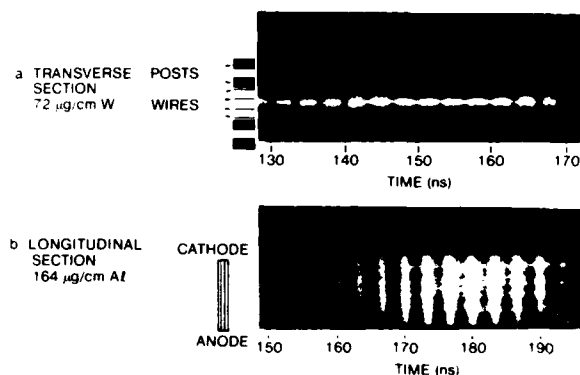 a TRANSVERSE SECTION 72 μg/cm W
POSTS
WIRES
130 140 150 160 170
TIME (ns)
b LONGITUDINAL SECTION 164 μg/cm Aℓ
CATHODE
ANODE
150 160 170 180 190
TIME (ns)